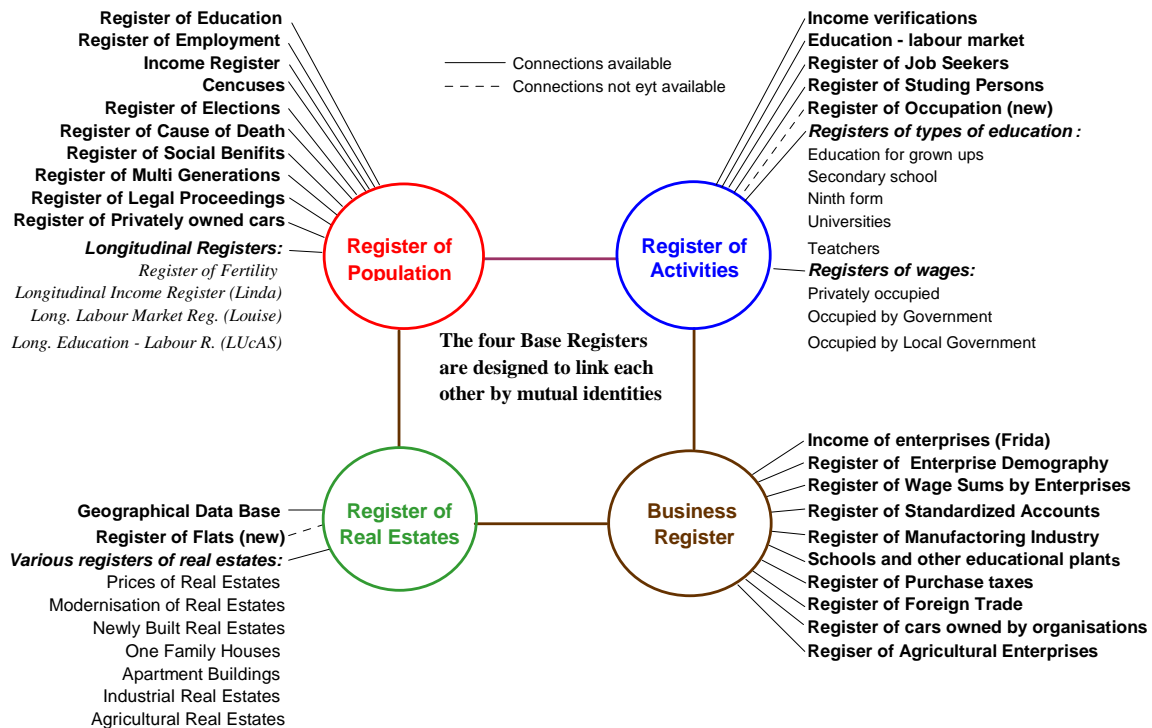 Register of Education
Register of Employment
Income Register
Cencuses
Register of Elections
Register of Cause of Death
Register of Social Benifits
Register of Multi Generations
Register of Legal Proceedings
Register of Privately owned cars
Longitudinal Registers:
Register of Fertility
Longitudinal Income Register (Linda)
Long. Labour Market Reg. (Louise)
Long. Education - Labour R. (LUcAS)
Connections available
Connections not eyt available
Income verifications
Education - labour market
Register of Job Seekers
Register of Studing Persons
Register of Occupation (new)
Registers of types of education :
Education for grown ups
Secondary school
Ninth form
Universities
Teatchers
Registers of wages:
Privately occupied
Occupied by Government
Occupied by Local Government
Register of
Population
Register of
Activities
The four Base Registers
are designed to link each
other by mutual identities
Register of
Real Estates
Business
Register
Geographical Data Base
Register of Flats (new)
Various registers of real estates:
Prices of Real Estates
Modernisation of Real Estates
Newly Built Real Estates
One Family Houses
Apartment Buildings
Industrial Real Estates
Agricultural Real Estates
Income of enterprises (Frida)
Register of Enterprise Demography
Register of Wage Sums by Enterprises
Register of Standardized Accounts
Register of Manufactoring Industry
Schools and other educational plants
Register of Purchase taxes
Register of Foreign Trade
Register of cars owned by organisations
Regiser of Agricultural Enterprises